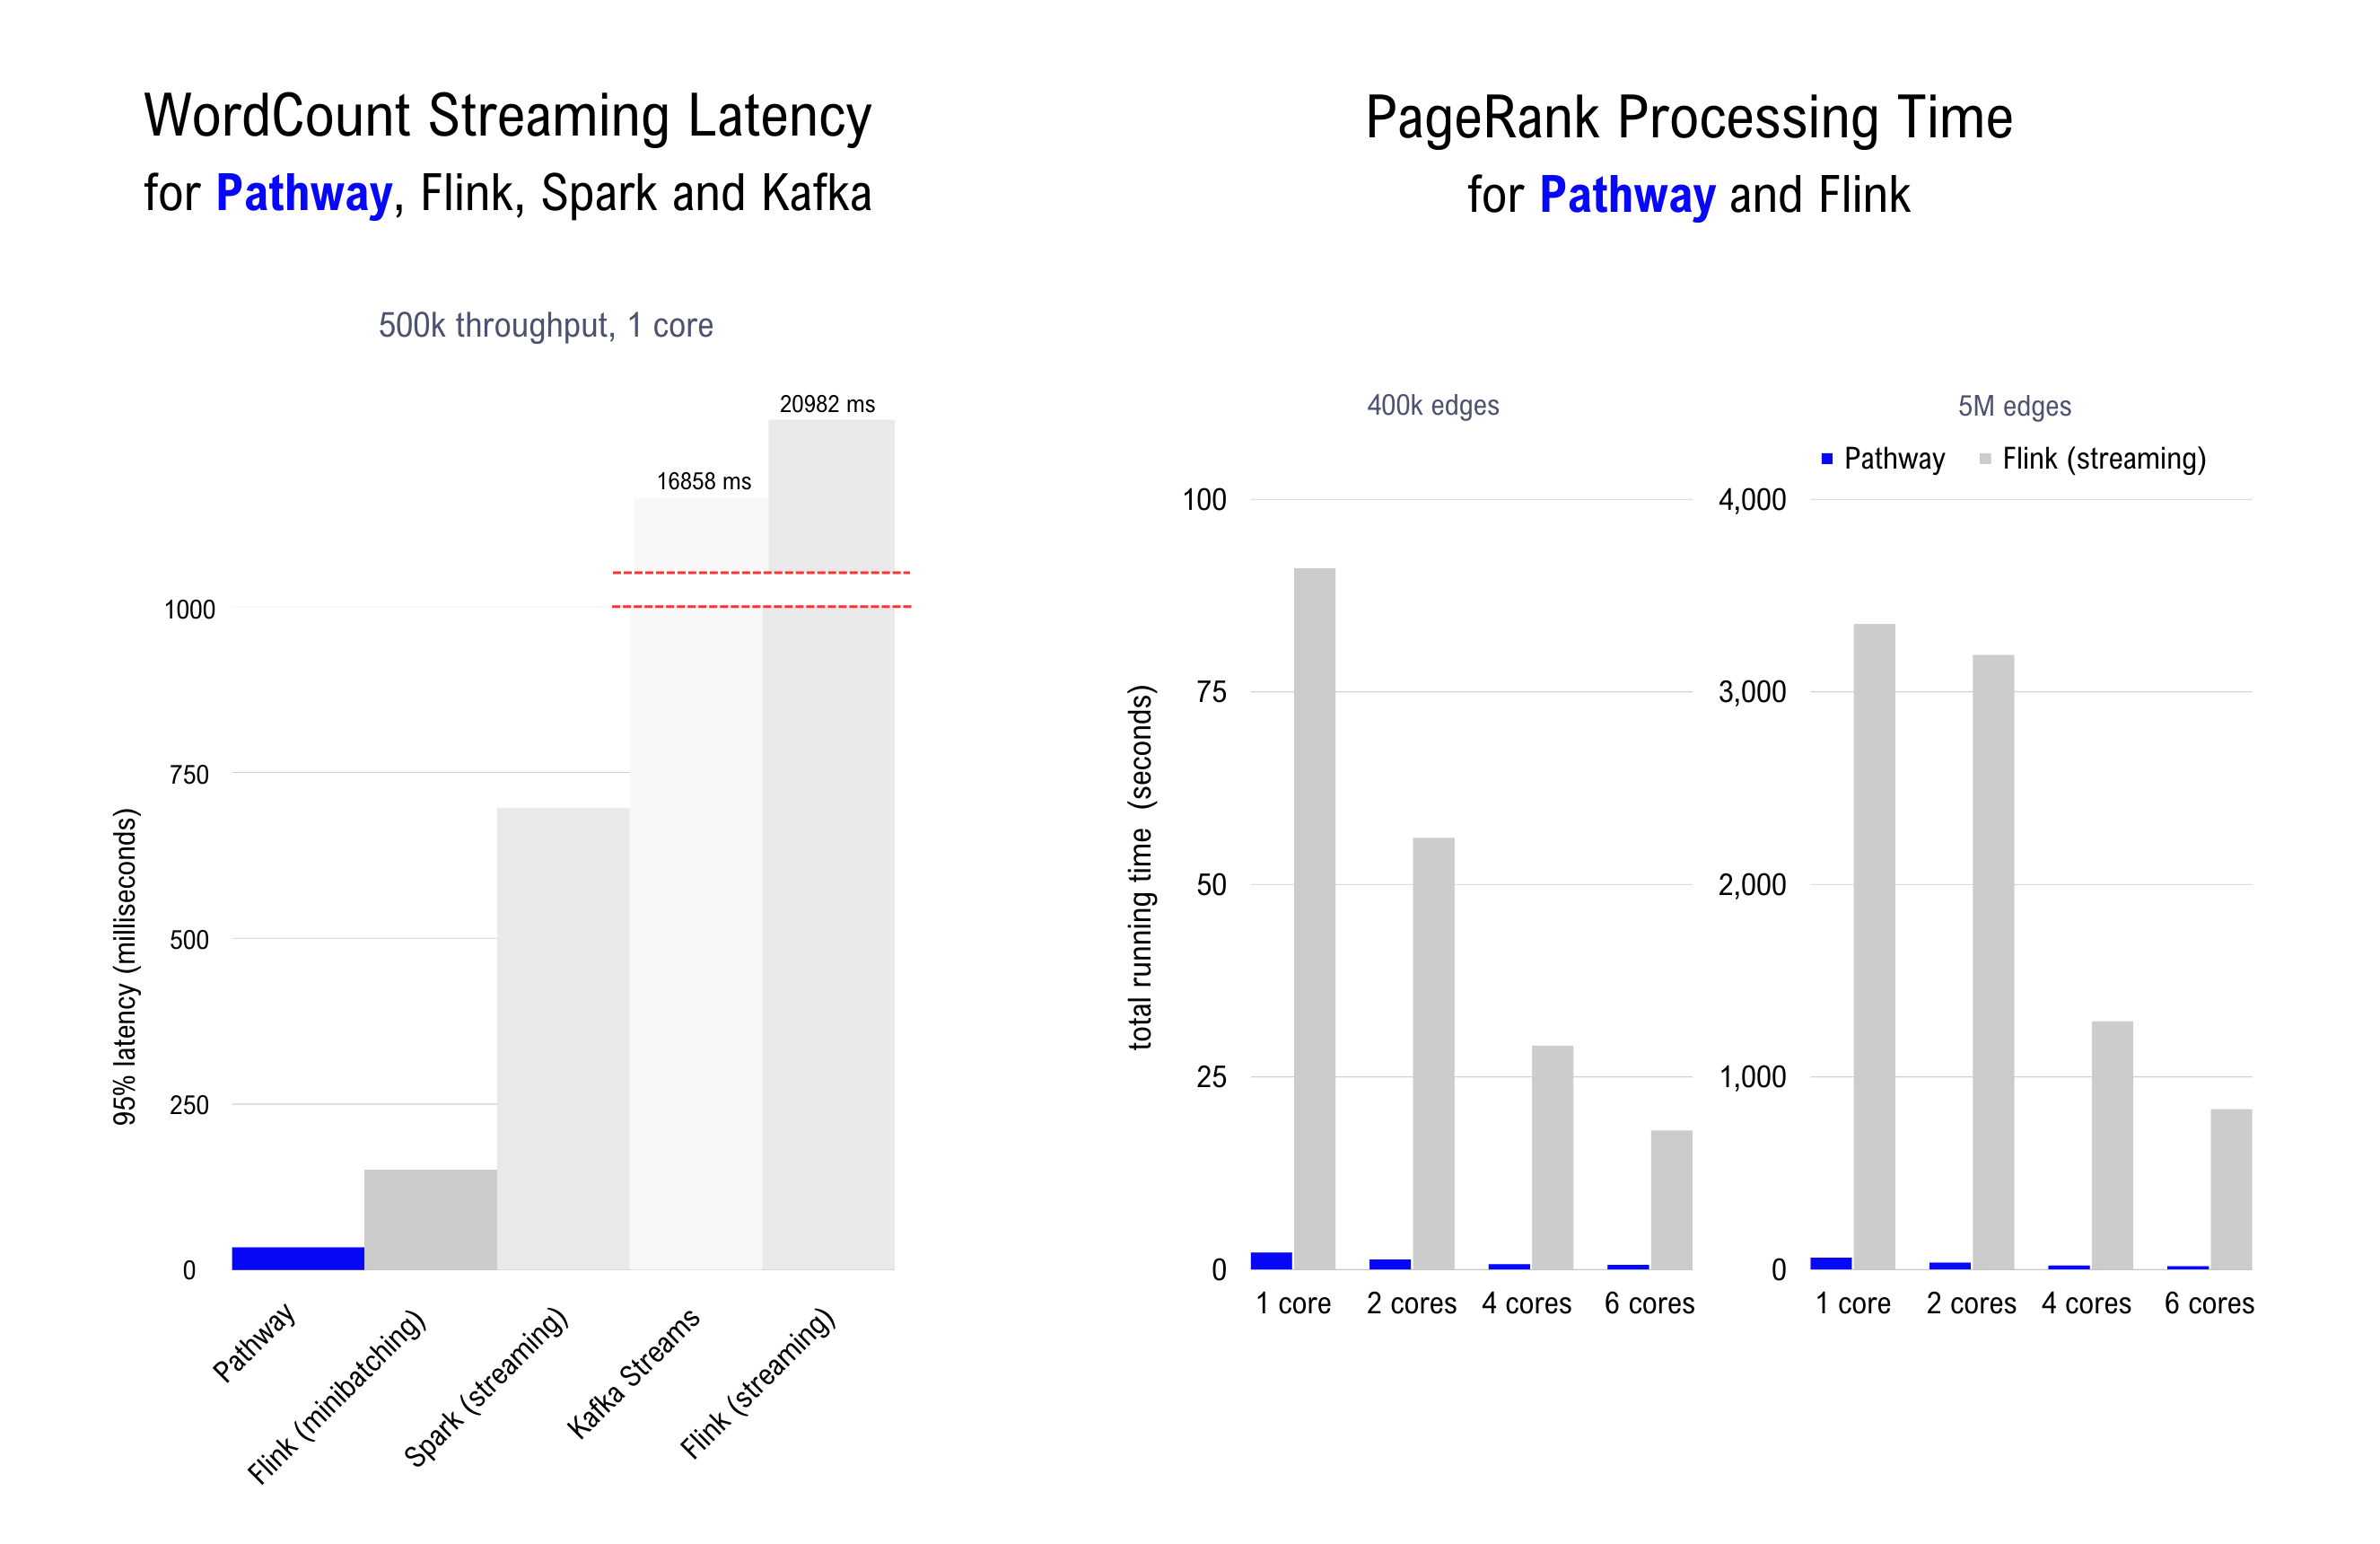 WordCount Streaming Latency
for Pathway, Flink, Spark and Kafka
500k throughput, 1 core
20982 ms
16858 ms
1000
750
500
250
0
95% latency (milliseconds)
Pathway
Flink (minibatching)
Spark (streaming)
Kafka Streams
Flink (streaming)
PageRank Processing Time
for Pathway and Flink
400k edges
100
75
50
25
0
total running time (seconds)
1 core
2 cores
4 cores
6 cores
5M edges
Pathway
Flink (streaming)
4,000
3,000
2,000
1,000
0
1 core
2 cores
4 cores
6 cores